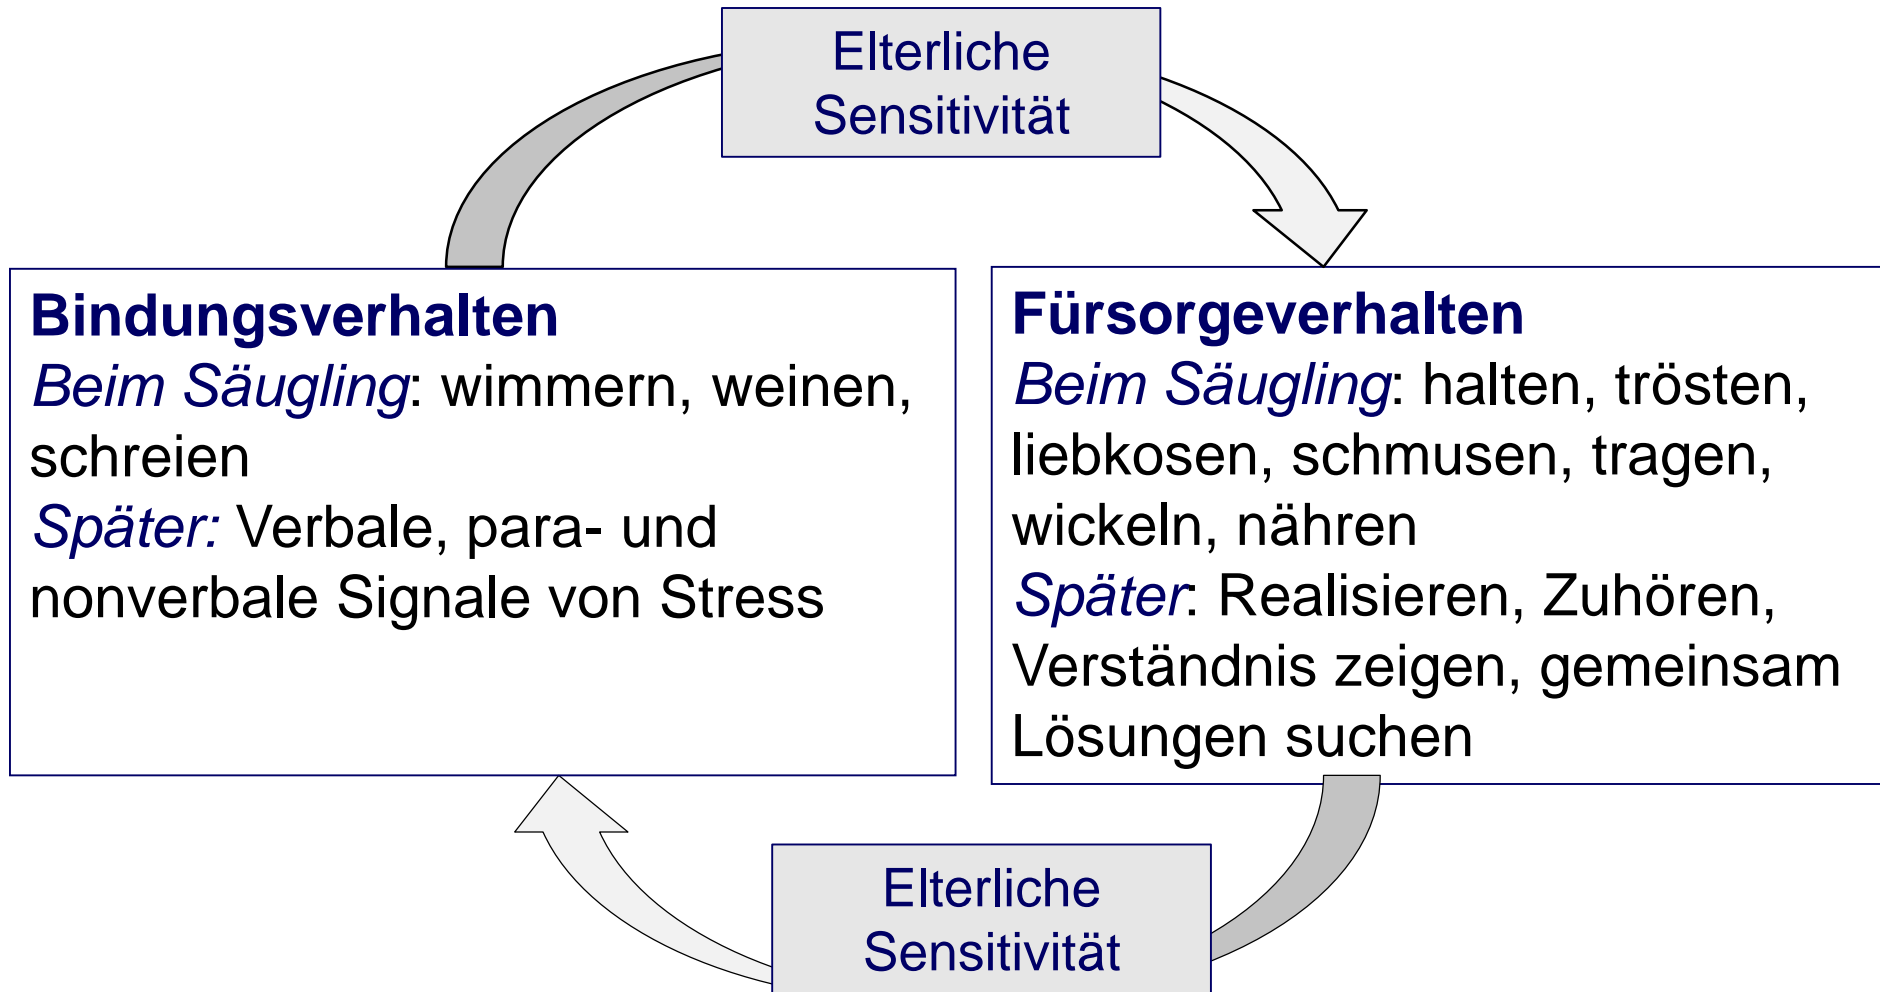 Elterliche
Sensitivität
Bindungsverhalten
Beim Säugling: wimmern, weinen,
schreien
Später: Verbale, para- und
nonverbale Signale von Stress
Fürsorgeverhalten
Beim Säugling: halten, trösten,
liebkosen, schmusen, tragen,
wickeln, nähren
Später: Realisieren, Zuhören,
Verständnis zeigen, gemeinsam
Lösungen suchen
Elterliche
Sensitivität